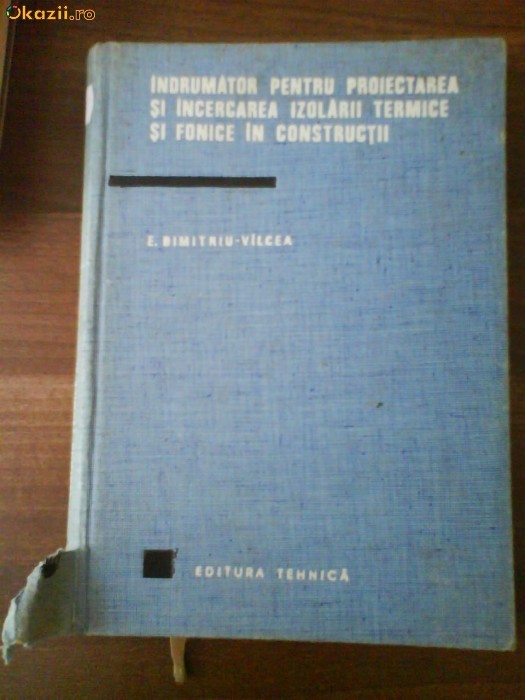 Okazii.ro
ÎNDRUMĂTOR PENTRU PROIECTAREA
ȘI ÎNCERCAREA IZOLĂRII TERMICE
ȘI FONICE ÎN CONSTRUCȚII
E. DIMITRIU-VÎLCEA
EDITURA TEHNICĂ